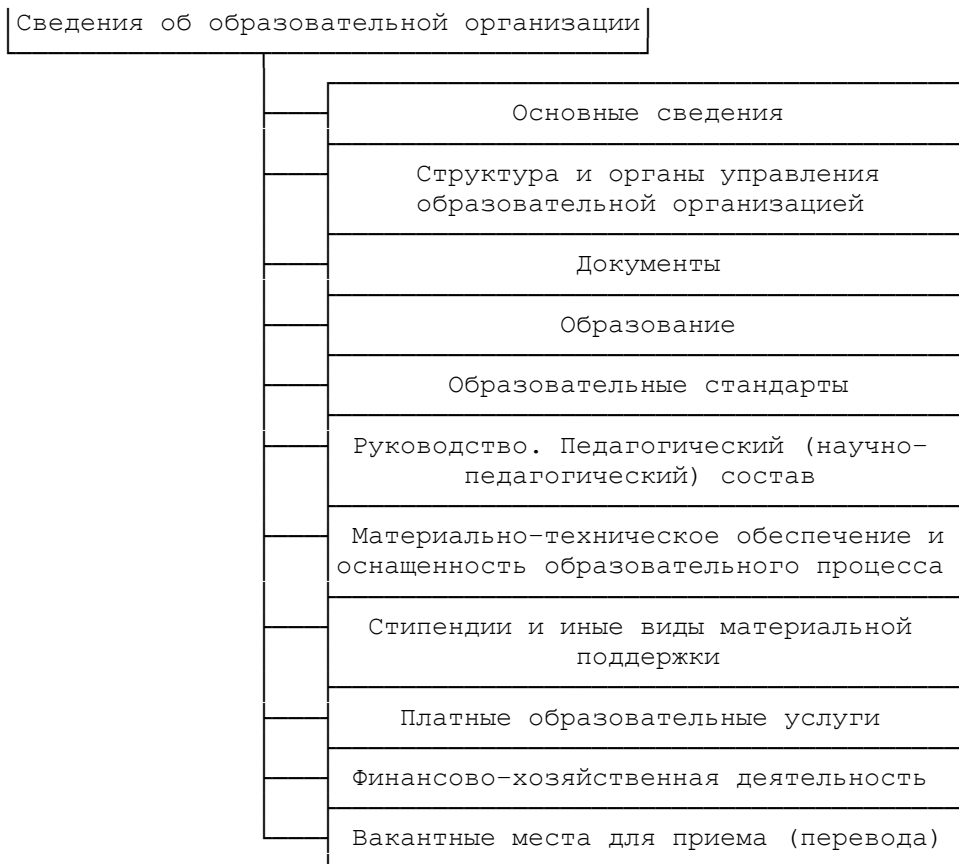 Сведения об образовательной организации
Основные сведения
Структура и органы управления
образовательной организацией
Документы
Образование
Образовательные стандарты
Руководство. Педагогический (научно-
педагогический) состав
Материально-техническое обеспечение и
оснащенность образовательного процесса
Стипендии и иные виды материальной
поддержки
Платные образовательные услуги
Финансово-хозяйственная деятельность
Вакантные места для приема (перевода)